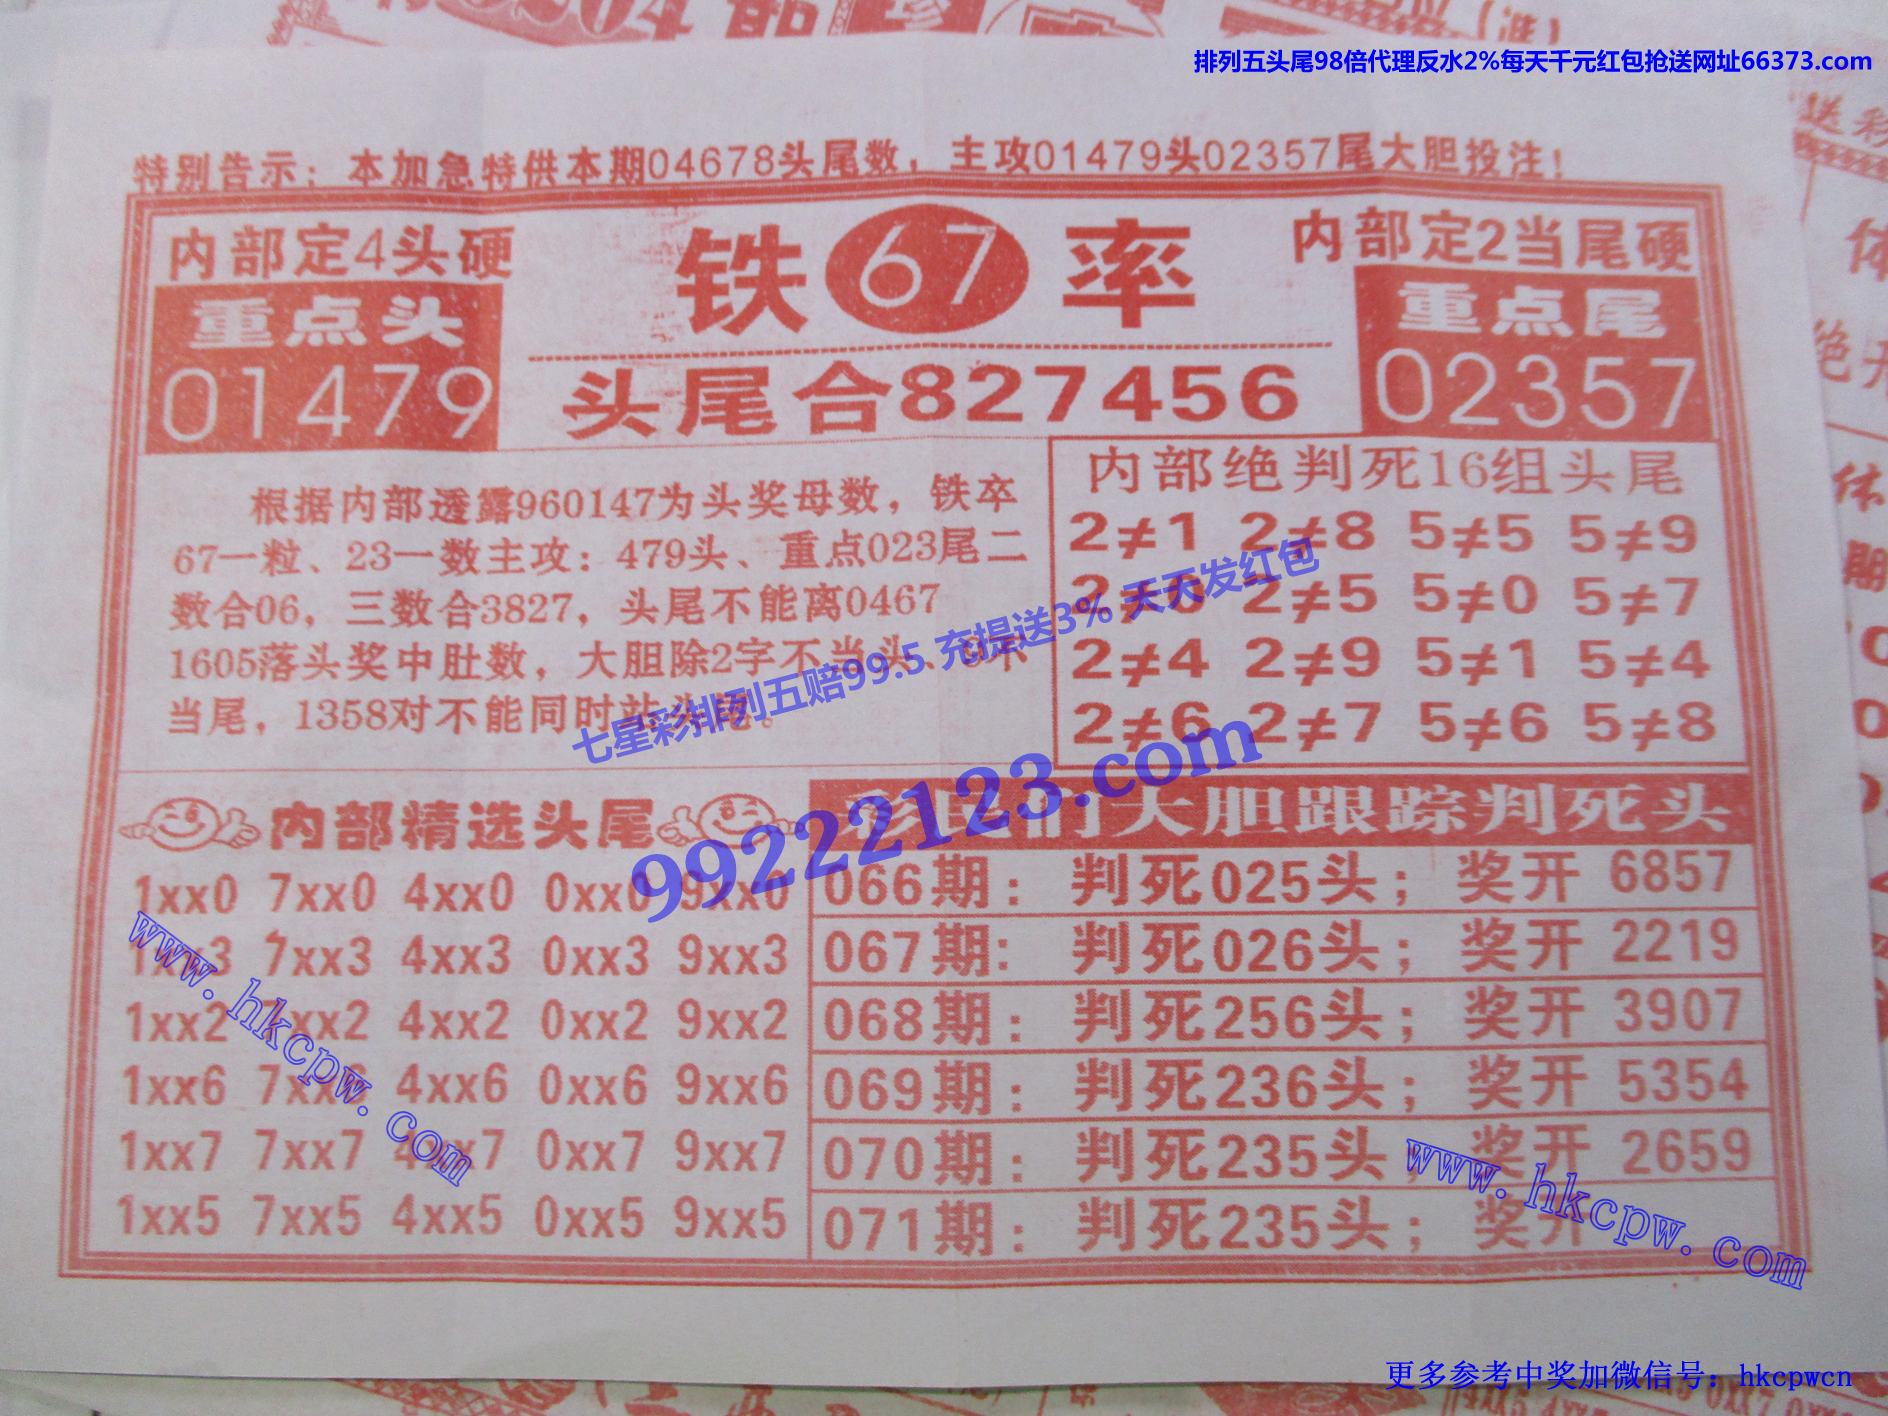 排列五头尾98倍代理反水2%每天千元红包抢送网址66373.com
特别告示：本加急特供本期04678头尾数，主攻01479头02357尾大胆投注！
内部定4头硬
重点头
01479
铁67率
头尾合827456
内部定2当尾硬
重点尾
02357
根据内部透露960147为头奖母数，铁卒
67一粒、23一数主攻：479头、重点023尾二
数合06，三数合3827，头尾不能离0467
1605落头奖中肚数，大胆除2字不当头、
当尾，1358对不能同时站头尾。
内部绝判死16组头尾
2≠1 2≠8 5≠5 5≠9
2≠5 5≠0 5≠7
2≠4 2≠9 5≠1 5≠4
2≠6 2≠7 5≠6 5≠8
七星彩排列五赔99.5 充提送3% 天天发红包
99222123.com
内部精选头尾
1xx0 7xx0 4xx0 0xx0 9xx0
1xx3 7xx3 4xx3 0xx3 9xx3
1xx2 7xx2 4xx2 0xx2 9xx2
1xx6 7xx6 4xx6 0xx6 9xx6
1xx7 7xx7 4xx7 0xx7 9xx7
1xx5 7xx5 4xx5 0xx5 9xx5
彩民们大胆跟踪判死头
066期：判死025头；奖开 6857
067期：判死026头；奖开 2219
068期：判死256头；奖开 3907
069期：判死236头；奖开 5354
070期：判死235头；奖开 2659
071期：判死235头；奖开
www.hkcpw.com
www.hkcpw.com
更多参考中奖加微信号：hkcpwcn